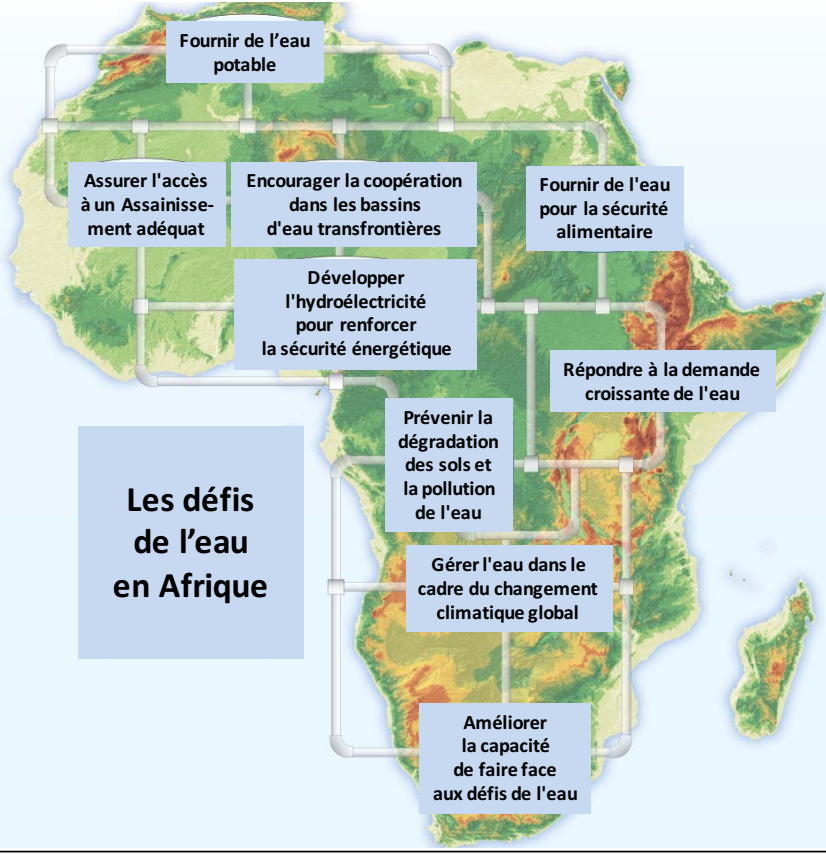 Fournir de l’eau
potable
Assurer l'accès
à un Assainisse-
ment adéquat
Encourager la coopération
dans les bassins
d'eau transfrontières
Fournir de l'eau
pour la sécurité
alimentaire
Développer
l'hydroélectricité
pour renforcer
la sécurité énergétique
Répondre à la demande
croissante de l'eau
Prévenir la
dégradation
des sols et
la pollution
de l'eau
Les défis
de l’eau
en Afrique
Gérer l'eau dans le
cadre du changement
climatique global
Améliorer
la capacité
de faire face
aux défis de l'eau